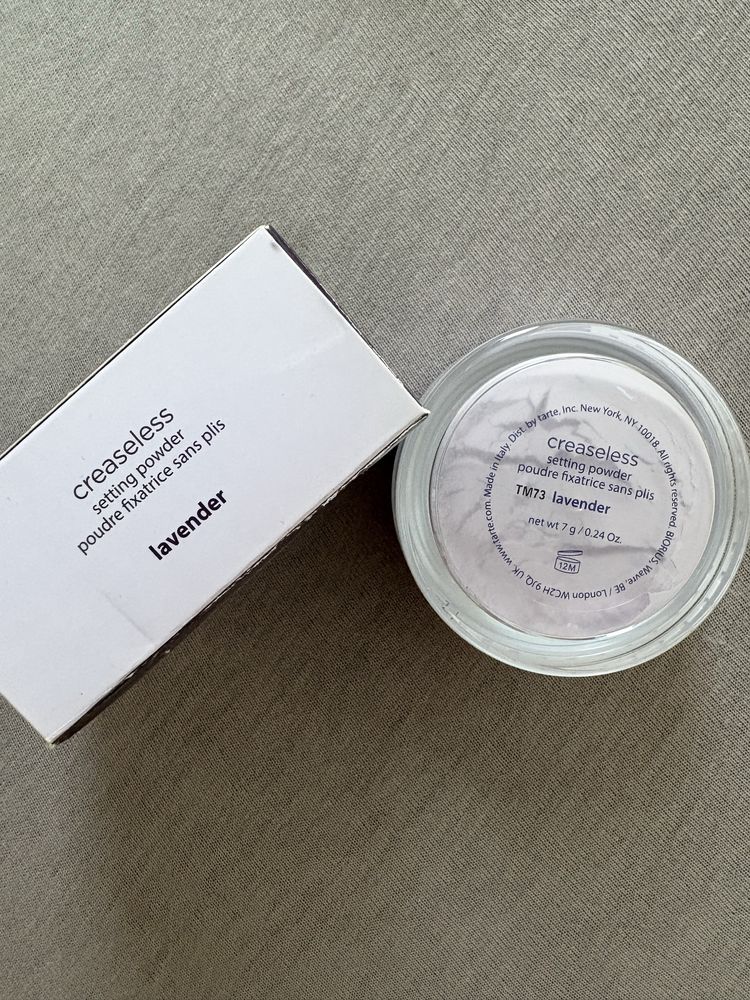 creaseless
setting powder
poudre fixatrice sans plis
lavender
creaseless
setting powder
poudre fixatrice sans plis
TM73 lavender
net wt 7 g / 0.24 Oz.
12M
www.tarte.com. Made in Italy. Dist. by tarte, Inc. New York, NY 10018. All rights reserved. BIORIUS, Wavre, BE / London WC2H 9JQ, UK.